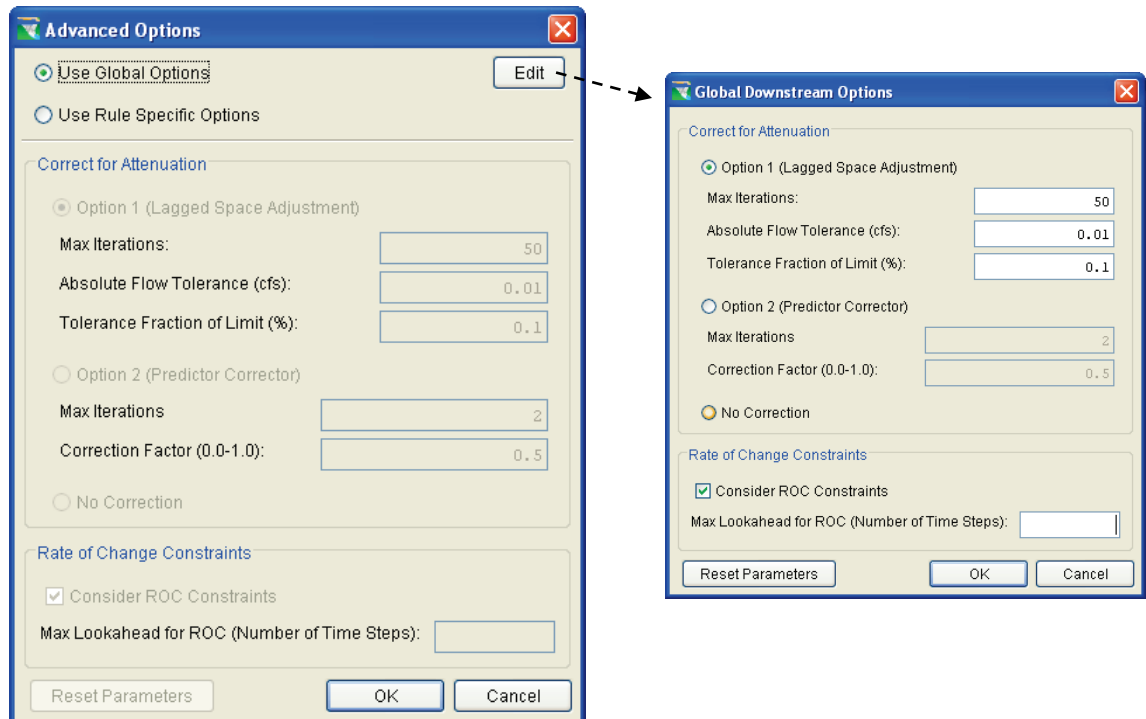 Advanced Options
Use Global Options
Edit
Use Rule Specific Options
Correct for Attenuation
Option 1 (Lagged Space Adjustment)
Max Iterations:
50
Absolute Flow Tolerance (cfs):
0.01
Tolerance Fraction of Limit (%):
0.1
Option 2 (Predictor Corrector)
Max Iterations
2
Correction Factor (0.0-1.0):
0.5
No Correction
Rate of Change Constraints
Consider ROC Constraints
Max Lookahead for ROC (Number of Time Steps):
Reset Parameters
OK
Cancel
Global Downstream Options
Correct for Attenuation
Option 1 (Lagged Space Adjustment)
Max Iterations:
50
Absolute Flow Tolerance (cfs):
0.01
Tolerance Fraction of Limit (%):
0.1
Option 2 (Predictor Corrector)
Max Iterations
2
Correction Factor (0.0-1.0):
0.5
No Correction
Rate of Change Constraints
Consider ROC Constraints
Max Lookahead for ROC (Number of Time Steps):
Reset Parameters
OK
Cancel